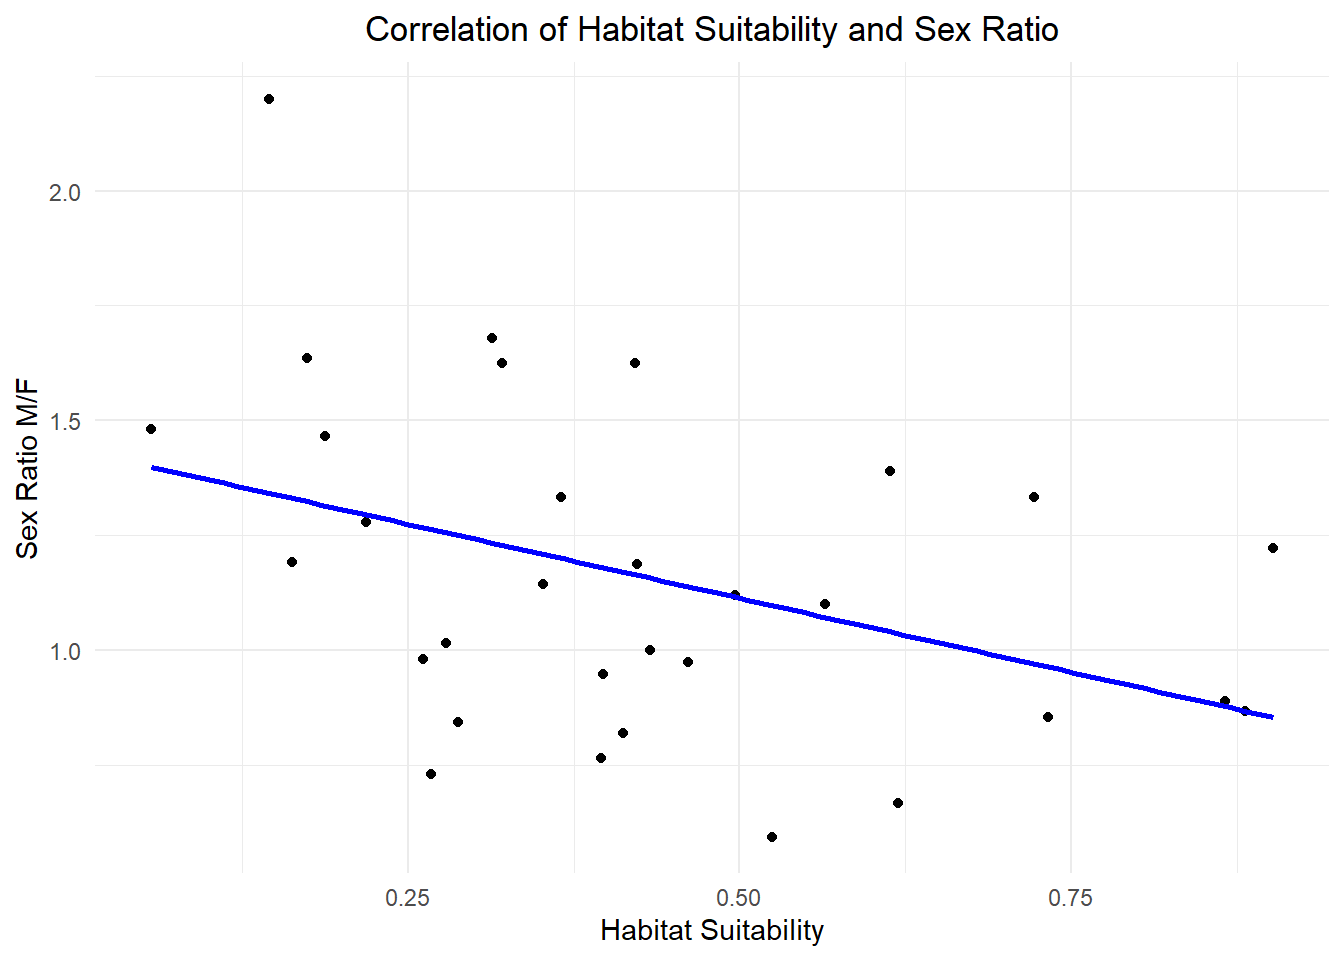 Correlation of Habitat Suitability and Sex Ratio
2.0
1.5
1.0
Sex Ratio M/F
0.25 0.50 0.75
Habitat Suitability